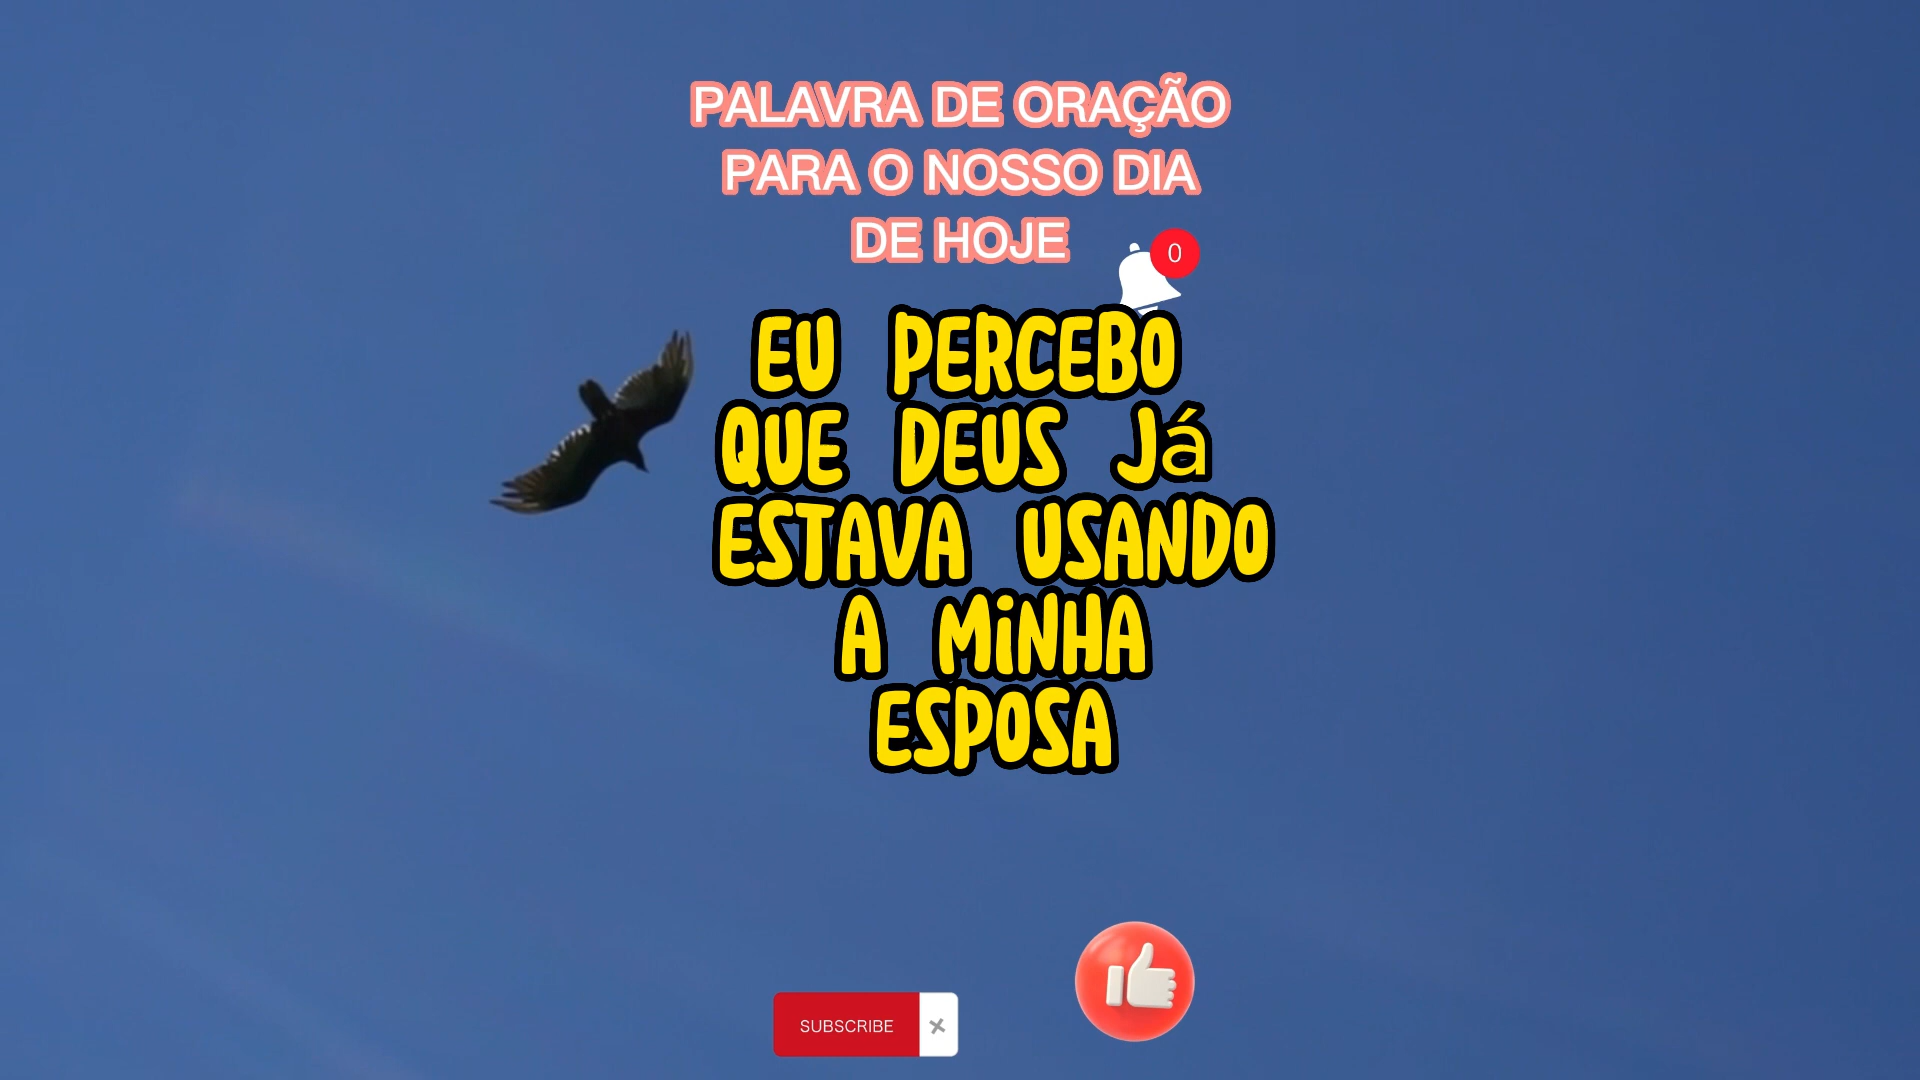 PALAVRA DE ORAÇÃO
PARA O NOSSO DIA
DE HOJE
0
EU PERCEBO
QUE DEUS Já
ESTAVA USANDO
A MiNHA
ESPOSA
SUBSCRIBE